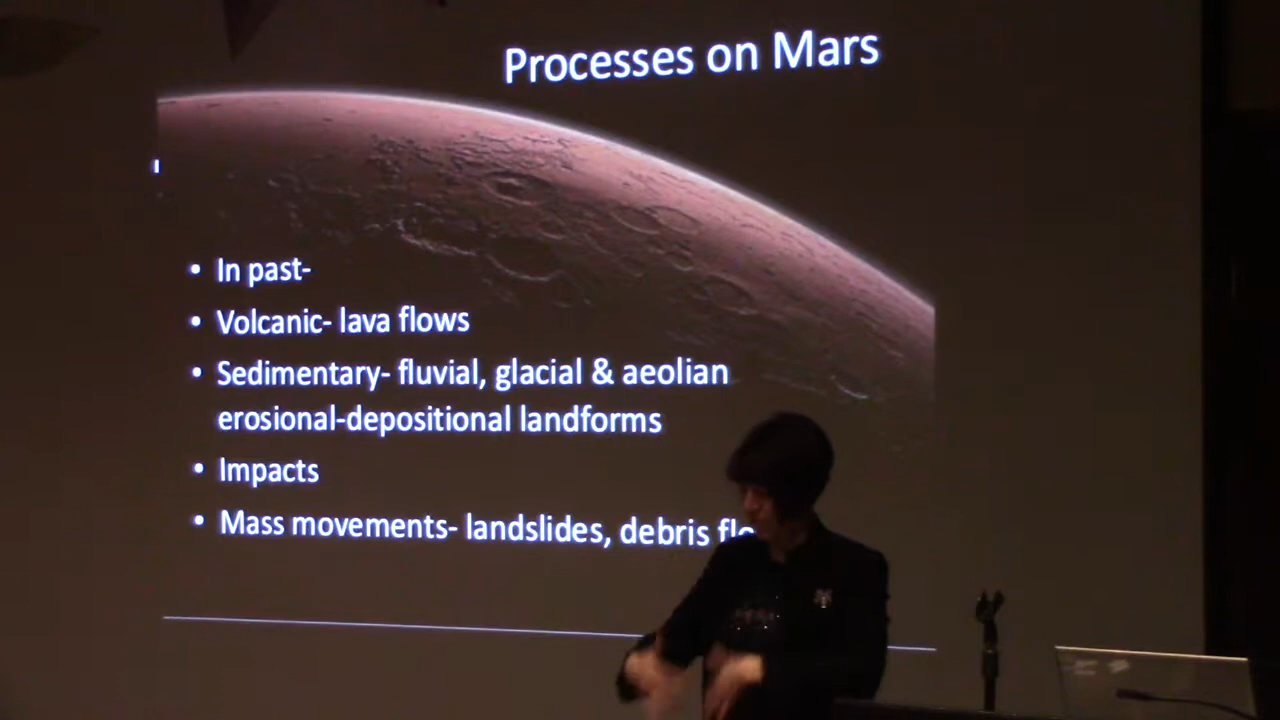 Processes on Mars
• In past-
• Volcanic- lava flows
• Sedimentary- fluvial, glacial & aeolian
erosional-depositional landforms
• Impacts
• Mass movements- landslides, debris